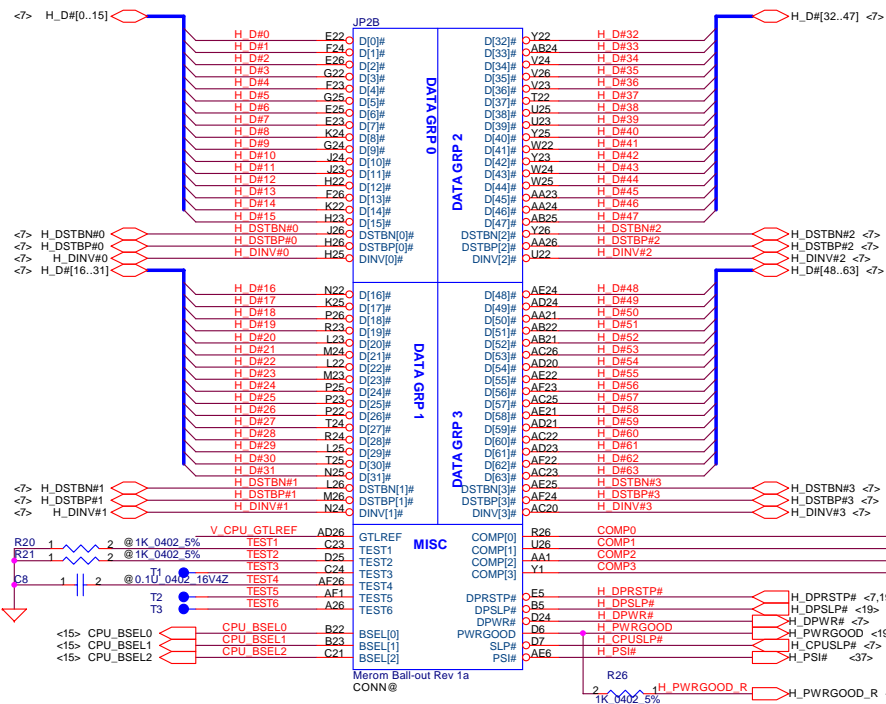 <7> H_D#[0..15]
JP2B
H_D#[32..47] <7>
H_D#0 E22 D[0]# D[32]# Y22 H_D#32
H_D#1 F24 D[1]# D[33]# AB24 H_D#33
H_D#2 E26 D[2]# D[34]# V24 H_D#34
H_D#3 G22 D[3]# D[35]# V26 H_D#35
H_D#4 F23 D[4]# D[36]# V23 H_D#36
H_D#5 G25 D[5]# D[37]# T22 H_D#37
H_D#6 E25 D[6]# D[38]# U25 H_D#38
H_D#7 E23 D[7]# D[39]# U23 H_D#39
H_D#8 K24 D[8]# D[40]# Y25 H_D#40
H_D#9 G24 D[9]# D[41]# W22 H_D#41
H_D#10 J24 D[10]# D[42]# Y23 H_D#42
H_D#11 J23 D[11]# D[43]# W24 H_D#43
H_D#12 H22 D[12]# D[44]# W25 H_D#44
H_D#13 F26 D[13]# D[45]# AA23 H_D#45
H_D#14 K22 D[14]# D[46]# AA24 H_D#46
H_D#15 H23 D[15]# D[47]# AB25 H_D#47
<7> H_DSTBN#0 H_DSTBN#0 J26 DSTBN[0]# DSTBN[2]# Y26 H_DSTBN#2 H_DSTBN#2 <7>
<7> H_DSTBP#0 H_DSTBP#0 H26 DSTBP[0]# DSTBP[2]# AA26 H_DSTBP#2 H_DSTBP#2 <7>
<7> H_DINV#0 H_DINV#0 H25 DINV[0]# DINV[2]# U22 H_DINV#2 H_DINV#2 <7>
<7> H_D#[16..31]
H_D#[48..63] <7>
DATA GRP 0
DATA GRP 2
H_D#16 N22 D[16]# D[48]# AE24 H_D#48
H_D#17 K25 D[17]# D[49]# AD24 H_D#49
H_D#18 P26 D[18]# D[50]# AA21 H_D#50
H_D#19 R23 D[19]# D[51]# AB22 H_D#51
H_D#20 L23 D[20]# D[52]# AB21 H_D#52
H_D#21 M24 D[21]# D[53]# AC26 H_D#53
H_D#22 L22 D[22]# D[54]# AD20 H_D#54
H_D#23 M23 D[23]# D[55]# AE22 H_D#55
H_D#24 P25 D[24]# D[56]# AF23 H_D#56
H_D#25 P23 D[25]# D[57]# AC25 H_D#57
H_D#26 P22 D[26]# D[58]# AE21 H_D#58
H_D#27 T24 D[27]# D[59]# AD21 H_D#59
H_D#28 R24 D[28]# D[60]# AC22 H_D#60
H_D#29 L25 D[29]# D[61]# AD23 H_D#61
H_D#30 T25 D[30]# D[62]# AF22 H_D#62
H_D#31 N25 D[31]# D[63]# AC23 H_D#63
<7> H_DSTBN#1 H_DSTBN#1 L26 DSTBN[1]# DSTBN[3]# AE25 H_DSTBN#3 H_DSTBN#3 <7>
<7> H_DSTBP#1 H_DSTBP#1 M26 DSTBP[1]# DSTBP[3]# AF24 H_DSTBP#3 H_DSTBP#3 <7>
<7> H_DINV#1 H_DINV#1 N24 DINV[1]# DINV[3]# AC20 H_DINV#3 H_DINV#3 <7>
DATA GRP 1
DATA GRP 3
V_CPU_GTLREF AD26 GTLREF MISC COMP[0] R26 COMP0
R20 1 2 @1K_0402_5% TEST1 C23 TEST1 COMP[1] U26 COMP1
R21 1 2 @1K_0402_5% TEST2 D25 TEST2 COMP[2] AA1 COMP2
T1 TEST3 C24 TEST3 COMP[3] Y1 COMP3
C8 1 2 @0.1U_0402_16V4Z TEST4 AF26 TEST4
T2 TEST5 AF1 TEST5 DPRSTP# E5 H_DPRSTP# H_DPRSTP# <7,19
T3 TEST6 A26 TEST6 DPSLP# B5 H_DPSLP# H_DPSLP# <19>
DPWR# D24 H_DPWR# H_DPWR# <7>
<15> CPU_BSEL0 CPU_BSEL0 B22 BSEL[0] PWRGOOD D6 H_PWRGOOD H_PWRGOOD <19
<15> CPU_BSEL1 CPU_BSEL1 B23 BSEL[1] SLP# D7 H_CPUSLP# H_CPUSLP# <7>
<15> CPU_BSEL2 CPU_BSEL2 C21 BSEL[2] PSI# AE6 H_PSI# H_PSI# <37>
Merom Ball-out Rev 1a
CONN@
R26
2 1 H_PWRGOOD_R H_PWRGOOD_R <
1K_0402_5%